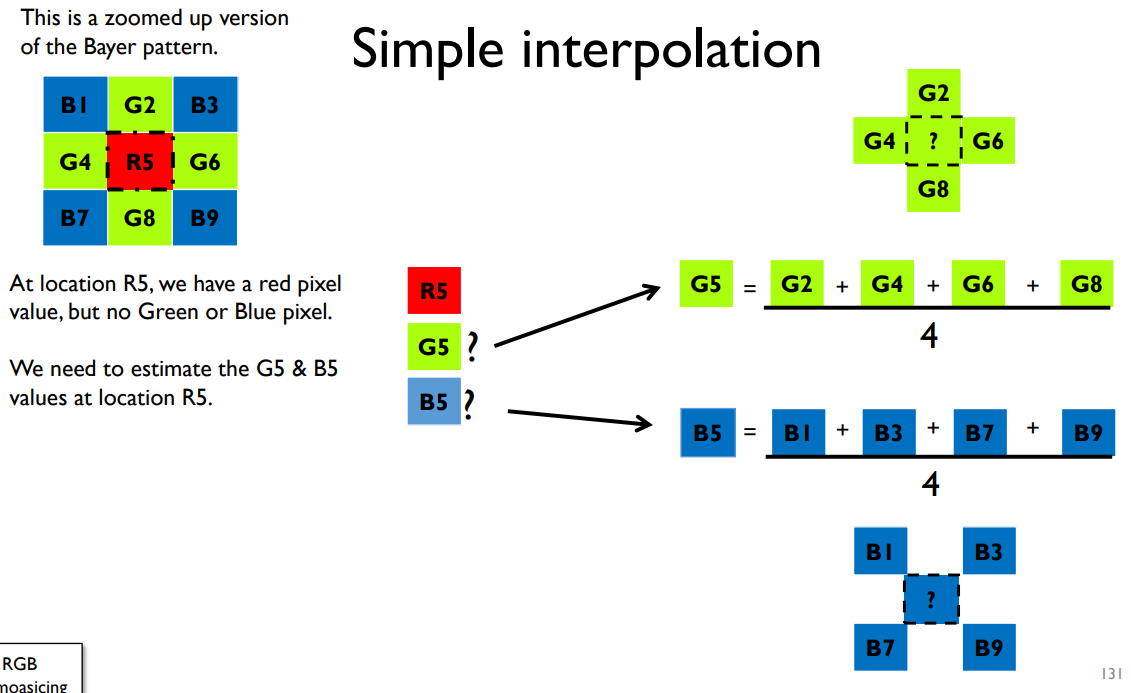 This is a zoomed up version
of the Bayer pattern.
Simple interpolation
B1 G2 B3
G4 R5 G6
B7 G8 B9
G2
G4 ? G6
G8
At location R5, we have a red pixel
value, but no Green or Blue pixel.
We need to estimate the G5 & B5
values at location R5.
R5
G5 ?
B5 ?
G5 = G2 + G4 + G6 + G8
4
B5 = B1 + B3 + B7 + B9
4
B1 B3
?
B7 B9
RGB
moasicing
131